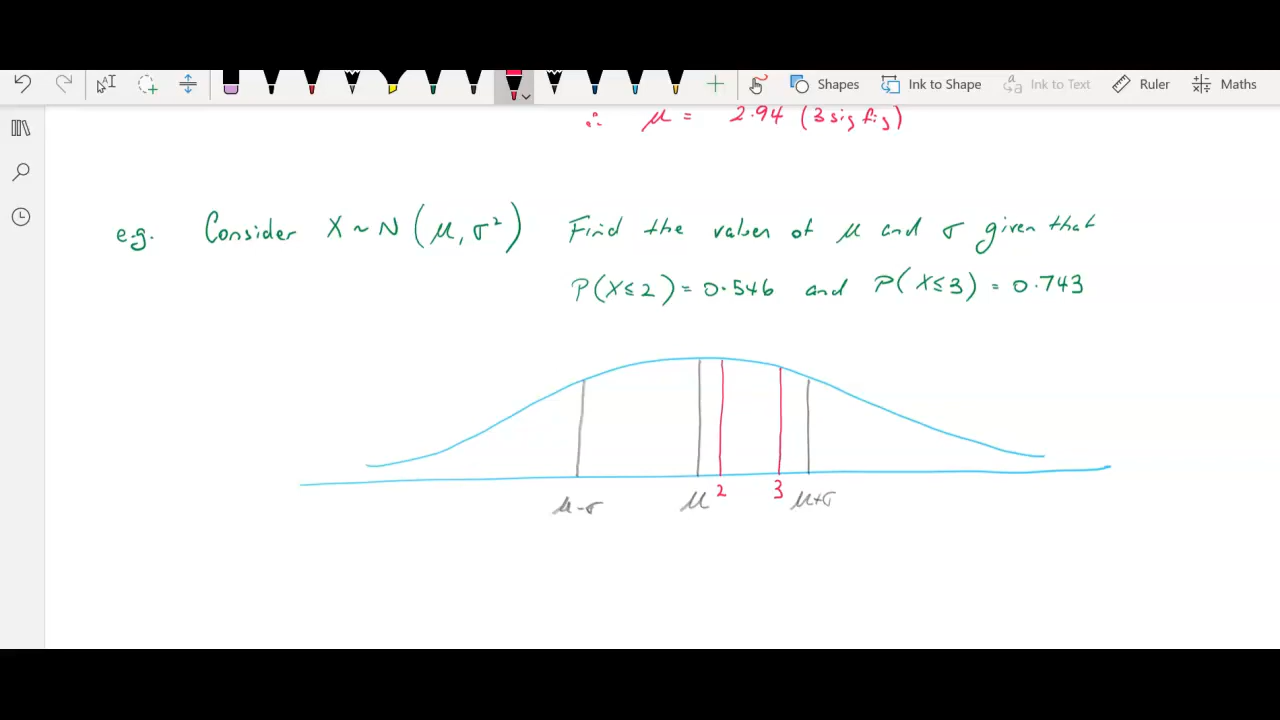 Shapes Ink to Shape Ink to Text Ruler Maths
∴ μ = 2.94 (3 sig fig)
e.g. Consider X ~ N (μ, σ²) Find the values of μ and σ given that
P(X≤2) = 0.546 and P(X≤3) = 0.743
μ-σ μ 2 3 μ+σ